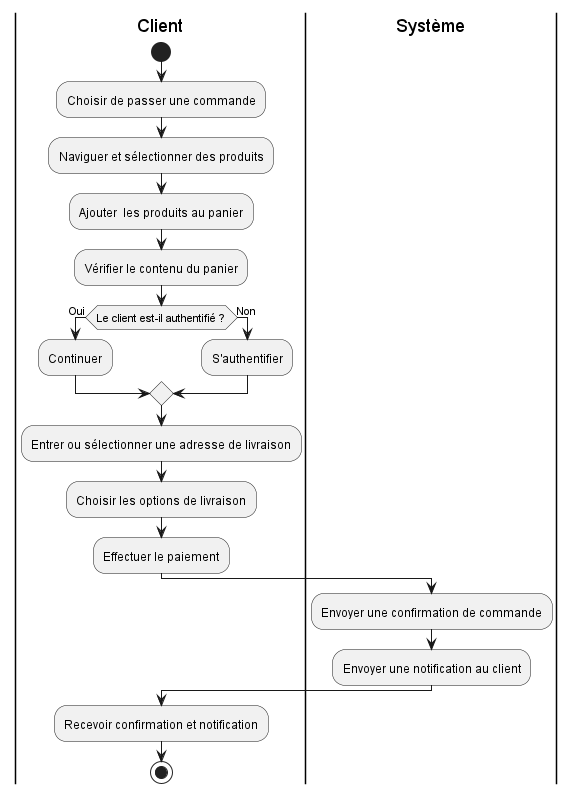 Client
Système
Choisir de passer une commande
Naviguer et sélectionner des produits
Ajouter  les produits au panier
Vérifier le contenu du panier
Oui
Le client est-il authentifié ?
Non
Continuer
S'authentifier
Entrer ou sélectionner une adresse de livraison
Choisir les options de livraison
Effectuer le paiement
Envoyer une confirmation de commande
Envoyer une notification au client
Recevoir confirmation et notification